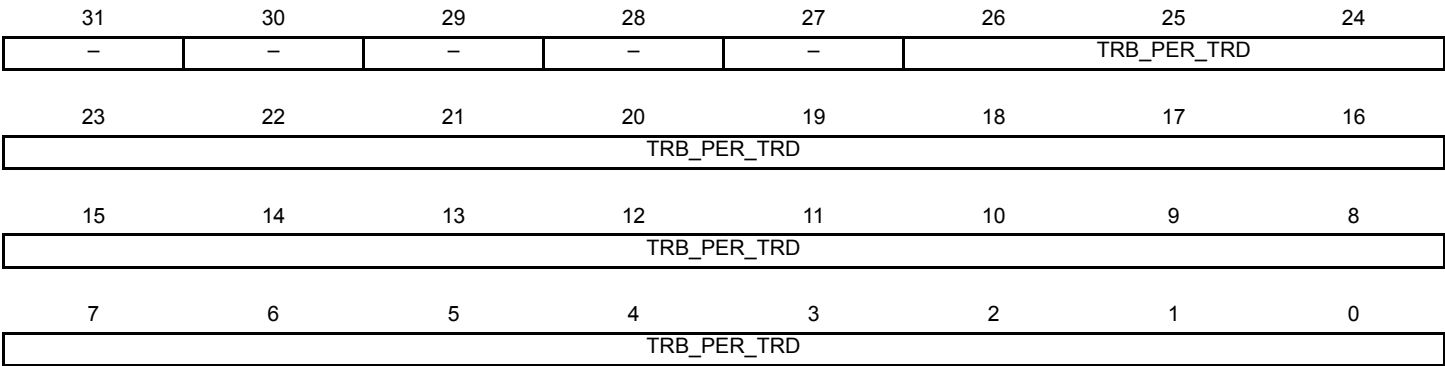 31 30 29 28 27 26 25 24
– – – – – TRB_PER_TRD
23 22 21 20 19 18 17 16
TRB_PER_TRD
15 14 13 12 11 10 9 8
TRB_PER_TRD
7 6 5 4 3 2 1 0
TRB_PER_TRD